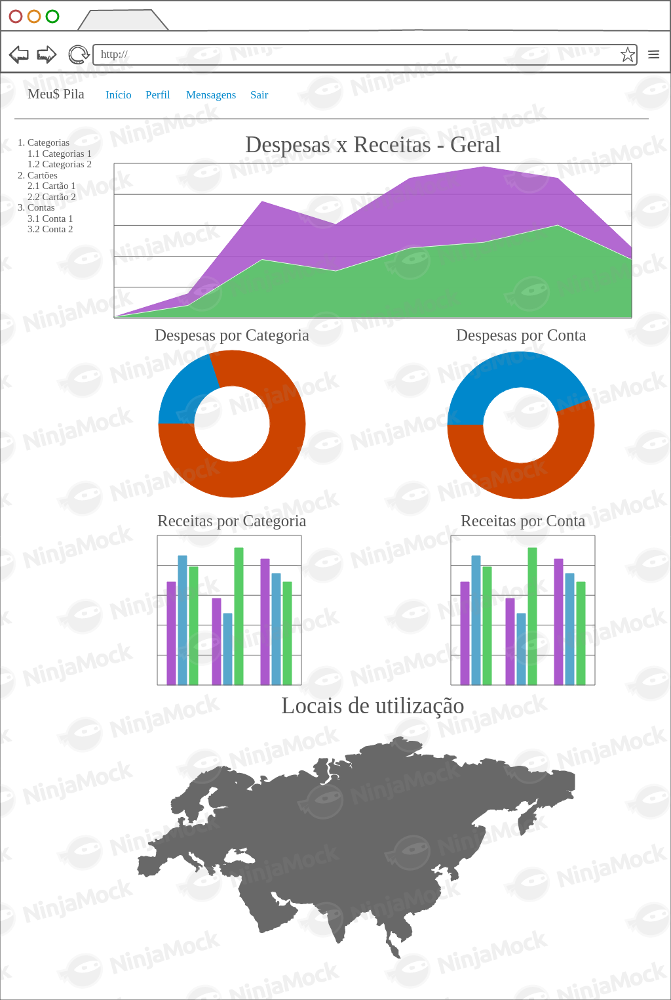 http://
Meu$ Pila Início Perfil Mensagens Sair
1. Categorias
1.1 Categorias 1
1.2 Categorias 2
2. Cartões
2.1 Cartão 1
2.2 Cartão 2
3. Contas
3.1 Conta 1
3.2 Conta 2
Despesas x Receitas - Geral
Despesas por Categoria
Despesas por Conta
Receitas por Categoria
Receitas por Conta
Locais de utilização
NinjaMock